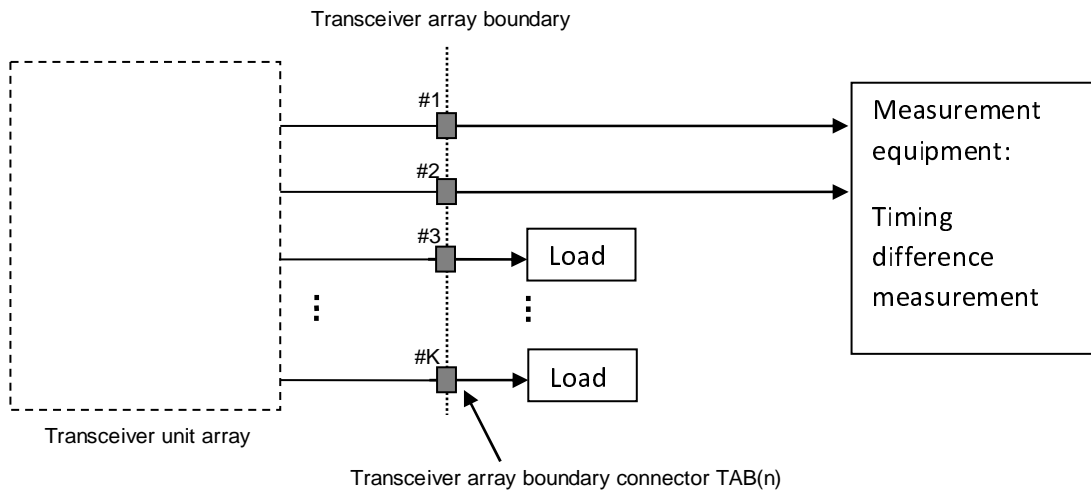 Transceiver array boundary
#1
#2
#3
#K
Load
Load
Measurement
equipment:
Timing
difference
measurement
Transceiver unit array
Transceiver array boundary connector TAB(n)